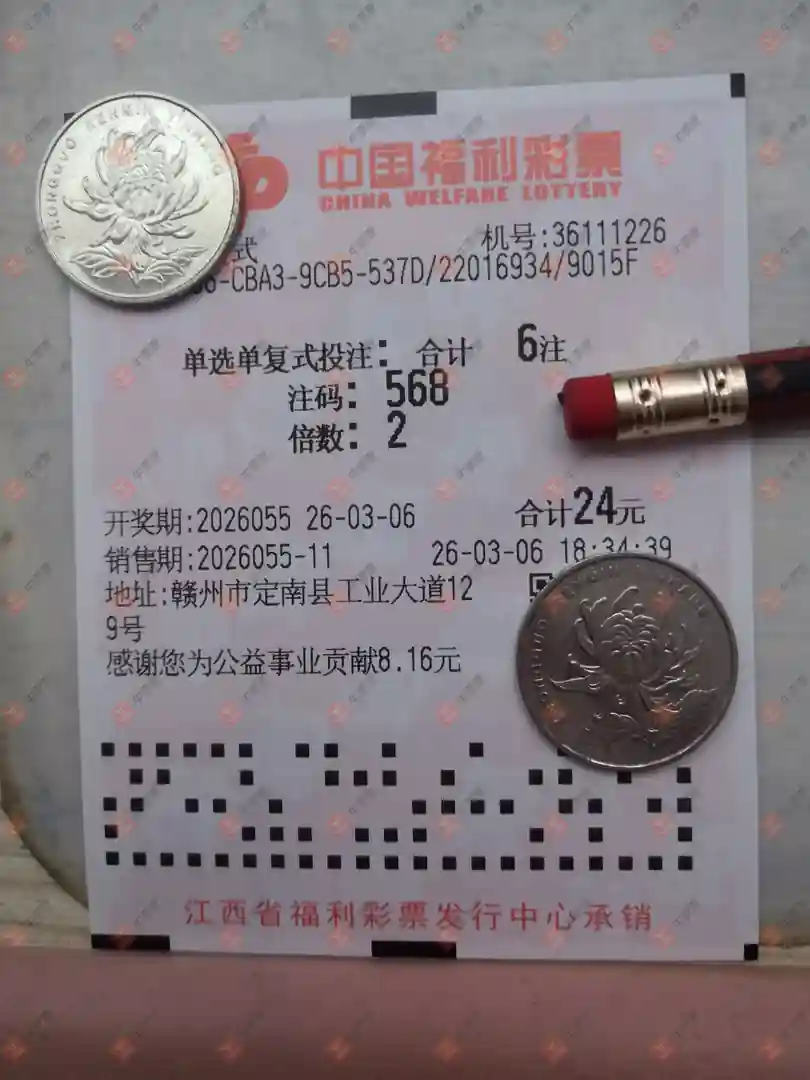 中国福利彩票
CHINA WELFARE LOTTERY
式 机号:36111226
-CBA3-9CB5-537D/22016934/9015F
单选单复式投注: 合计 6注
注码: 568
倍数: 2
开奖期:2026055 26-03-06 合计24元
销售期:2026055-11 26-03-06 18:34:39
地址:赣州市定南县工业大道12
9号
感谢您为公益事业贡献8.16元
江西省福利彩票发行中心承销